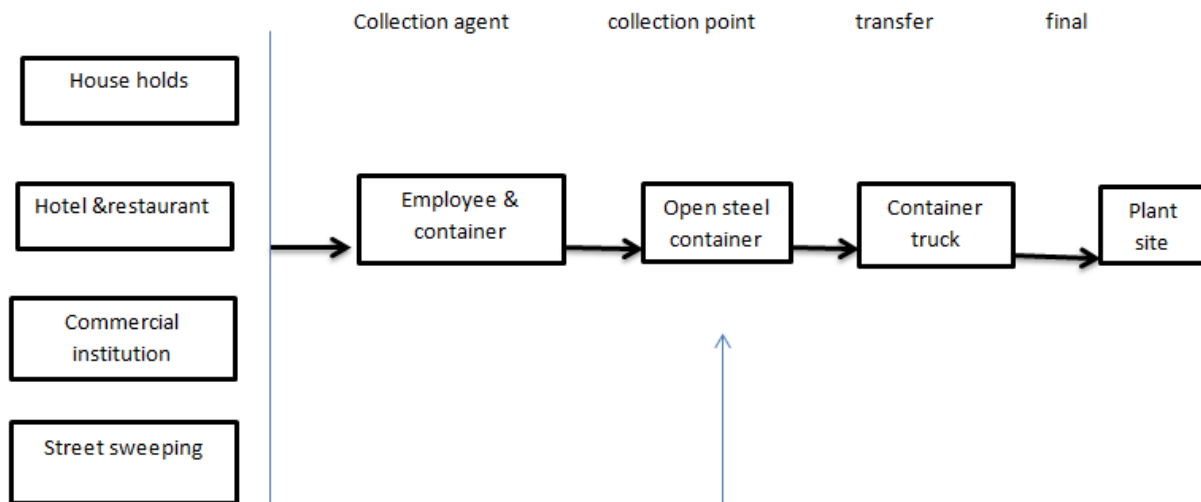 Collection agent collection point transfer final
House holds
Hotel &restaurant
Commercial
institution
Street sweeping
Employee &
container
Open steel
container
Container
truck
Plant
site